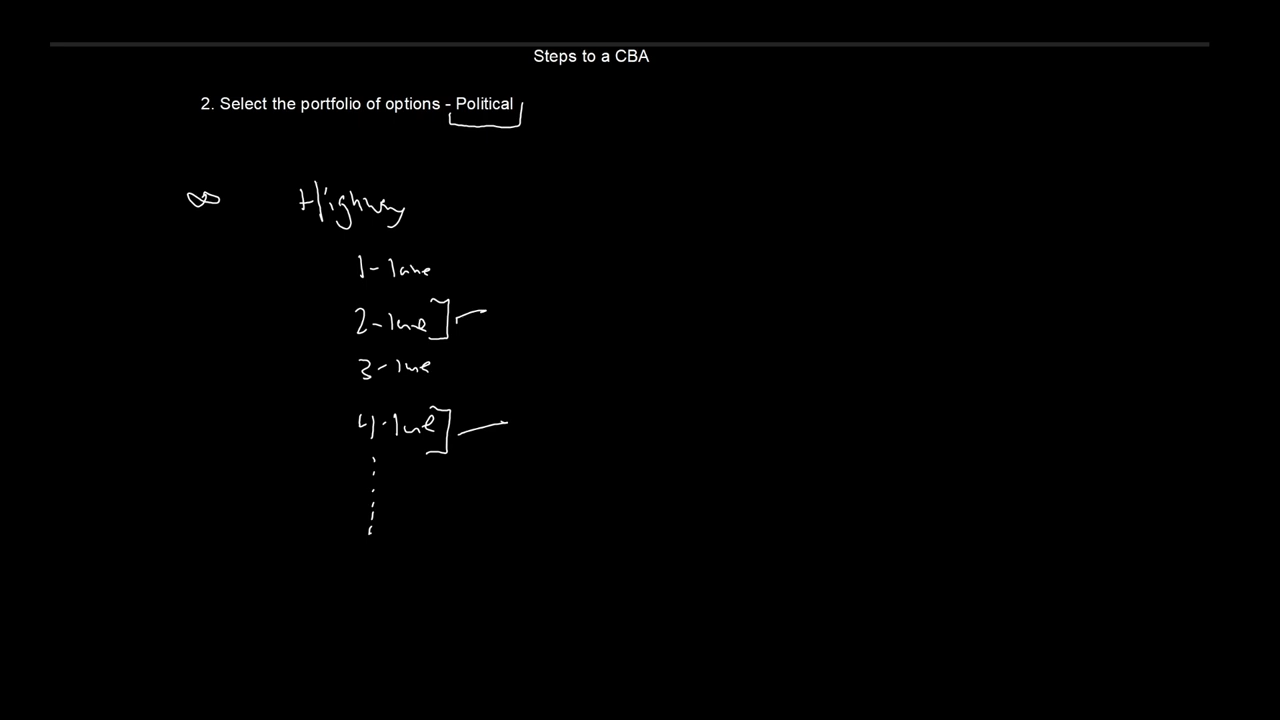 Steps to a CBA
2. Select the portfolio of options - Political
∞ Highway
1-lane
2-lane
3-lane
4-lane